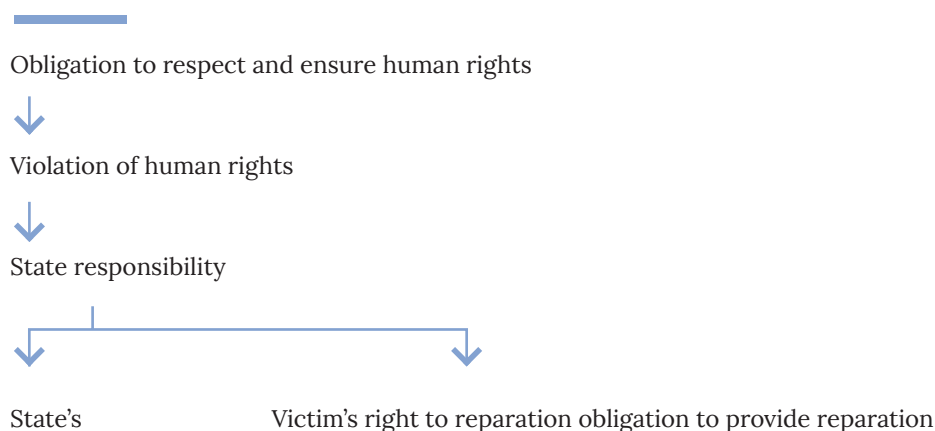 Obligation to respect and ensure human rights
Violation of human rights
State responsibility
State’s Victim’s right to reparation obligation to provide reparation